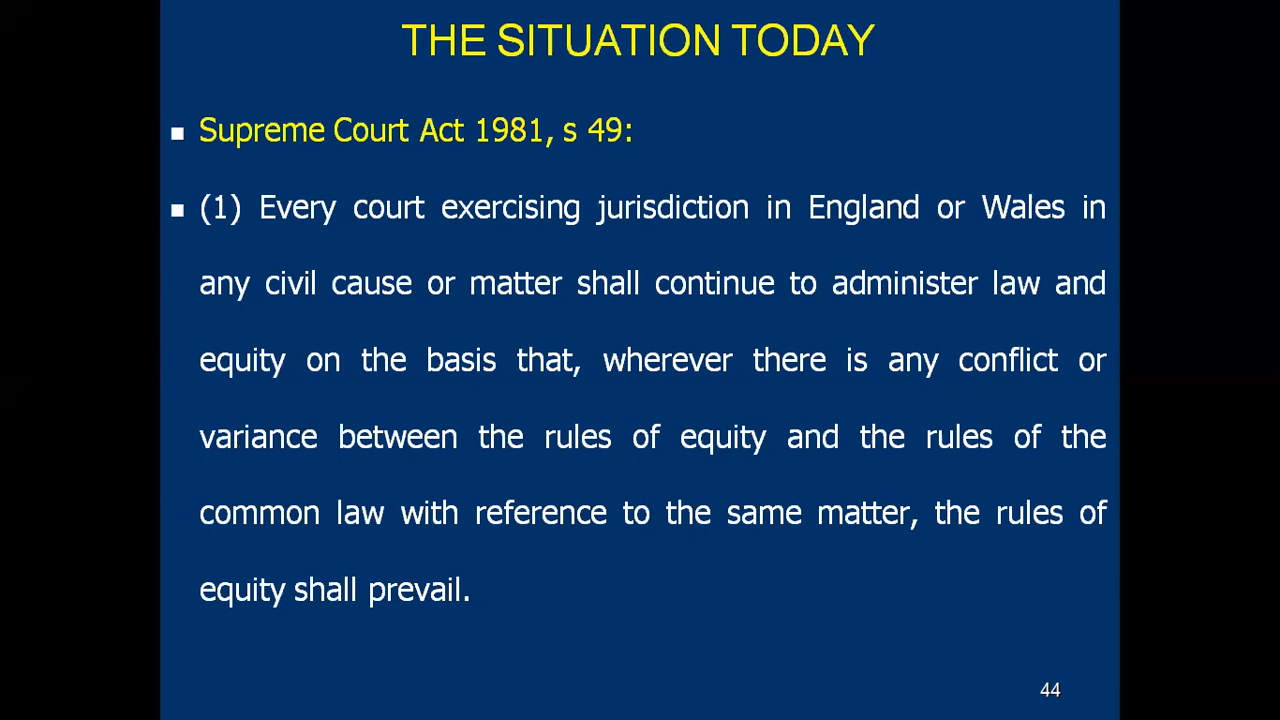 THE SITUATION TODAY
Supreme Court Act 1981, s 49:
(1) Every court exercising jurisdiction in England or Wales in
any civil cause or matter shall continue to administer law and
equity on the basis that, wherever there is any conflict or
variance between the rules of equity and the rules of the
common law with reference to the same matter, the rules of
equity shall prevail.
44